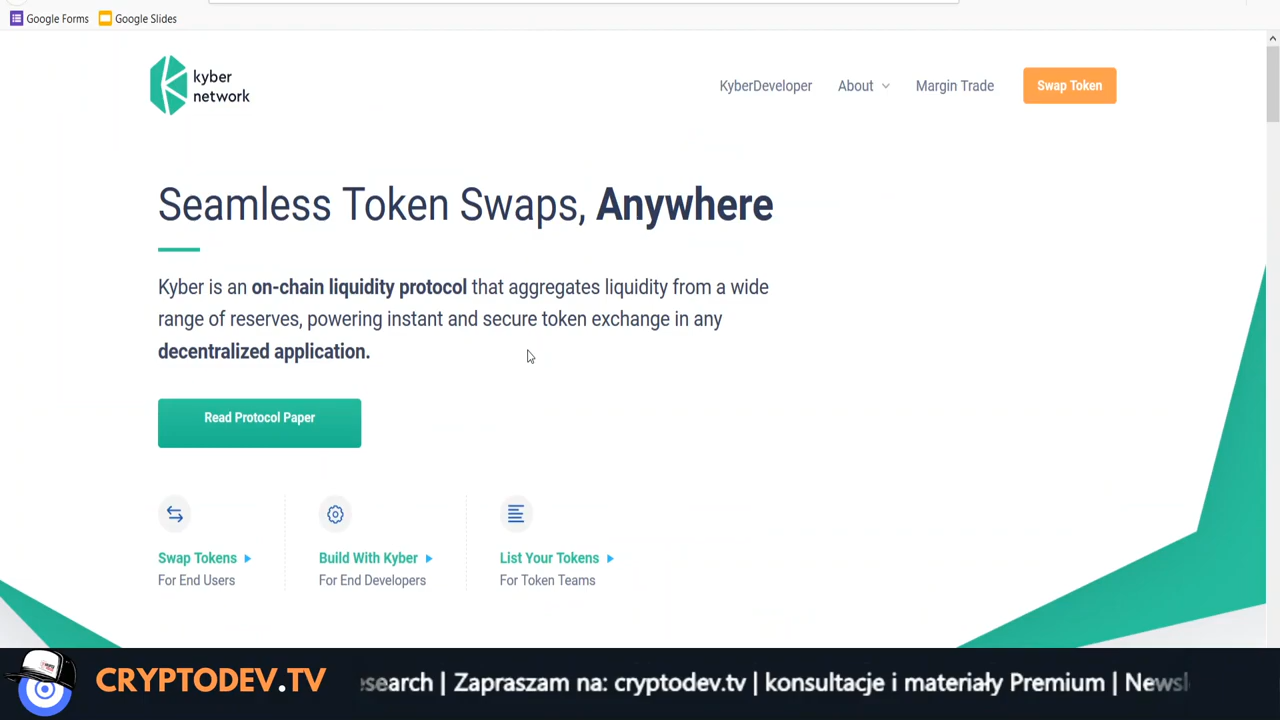 Google Forms Google Slides
kyber
network
KyberDeveloper About Margin Trade Swap Token
Seamless Token Swaps, Anywhere
Kyber is an on-chain liquidity protocol that aggregates liquidity from a wide
range of reserves, powering instant and secure token exchange in any
decentralized application.
Read Protocol Paper
Swap Tokens
For End Users
Build With Kyber
For End Developers
List Your Tokens
For Token Teams
CRYPTODEV.TV
esearch | Zapraszam na: cryptodev.tv | konsultacje i materiały Premium | Newsl